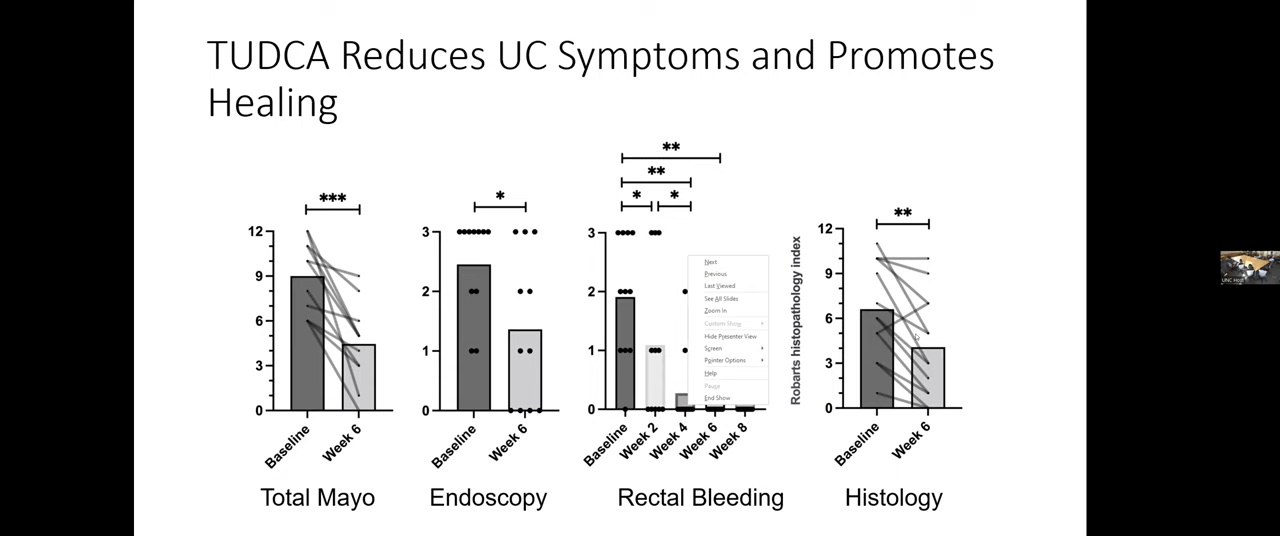 TUDCA Reduces UC Symptoms and Promotes
Healing
***
12
9
6
3
0
Baseline
Week 6
Total Mayo
*
3
2
1
0
Baseline
Week 6
Endoscopy
**
**
*
*
3
2
1
0
Baseline
Week 2
Week 4
Week 6
Week 8
Rectal Bleeding
Next
Previous
Last Viewed
See All Slides
Zoom In
Custom Show
Hide Presenter View
Screen
Pointer Options
Help
Pause
End Show
**
Robarts histopathology index
12
9
6
3
0
Baseline
Week 6
Histology